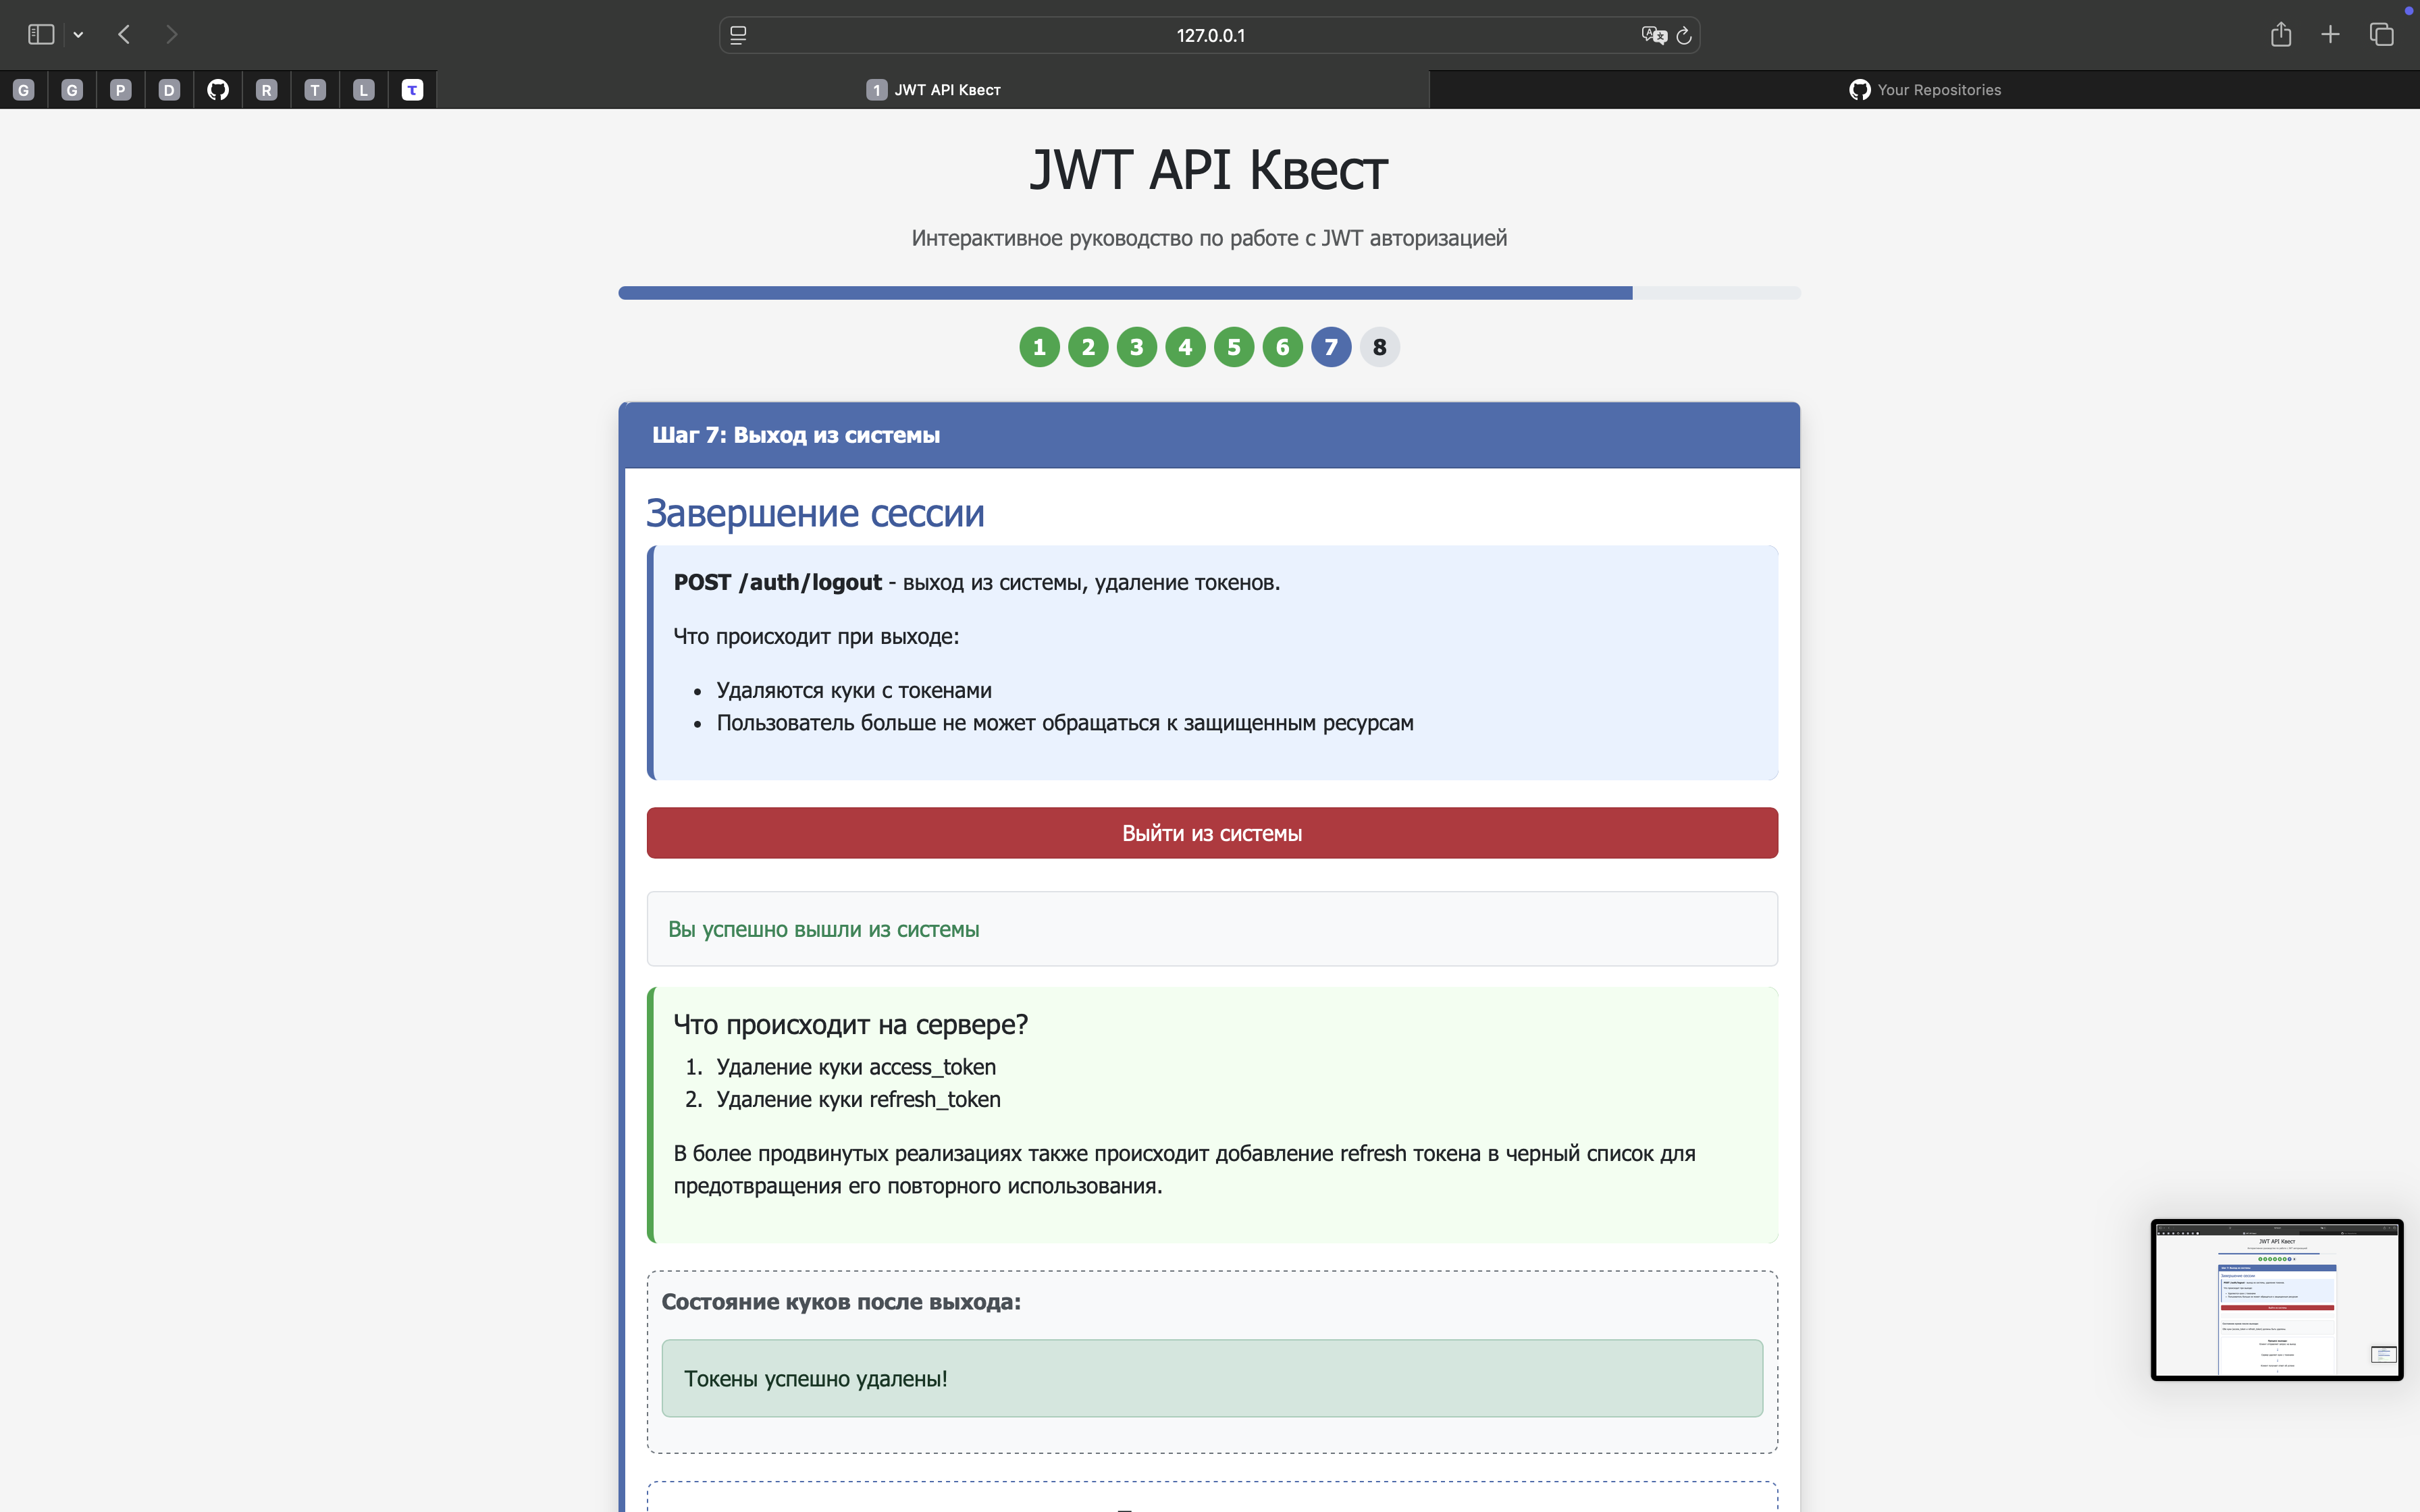 127.0.0.1
G G P D R T L τ
1 JWT API Квест
Your Repositories
JWT API Квест
Интерактивное руководство по работе с JWT авторизацией
1 2 3 4 5 6 7 8
Шаг 7: Выход из системы
Завершение сессии
POST /auth/logout - выход из системы, удаление токенов.
Что происходит при выходе:
• Удаляются куки с токенами
• Пользователь больше не может обращаться к защищенным ресурсам
Выйти из системы
Вы успешно вышли из системы
Что происходит на сервере?
1. Удаление куки access_token
2. Удаление куки refresh_token
В более продвинутых реализациях также происходит добавление refresh токена в черный список для
предотвращения его повторного использования.
Состояние куков после выхода:
Токены успешно удалены!
JWT API Квест